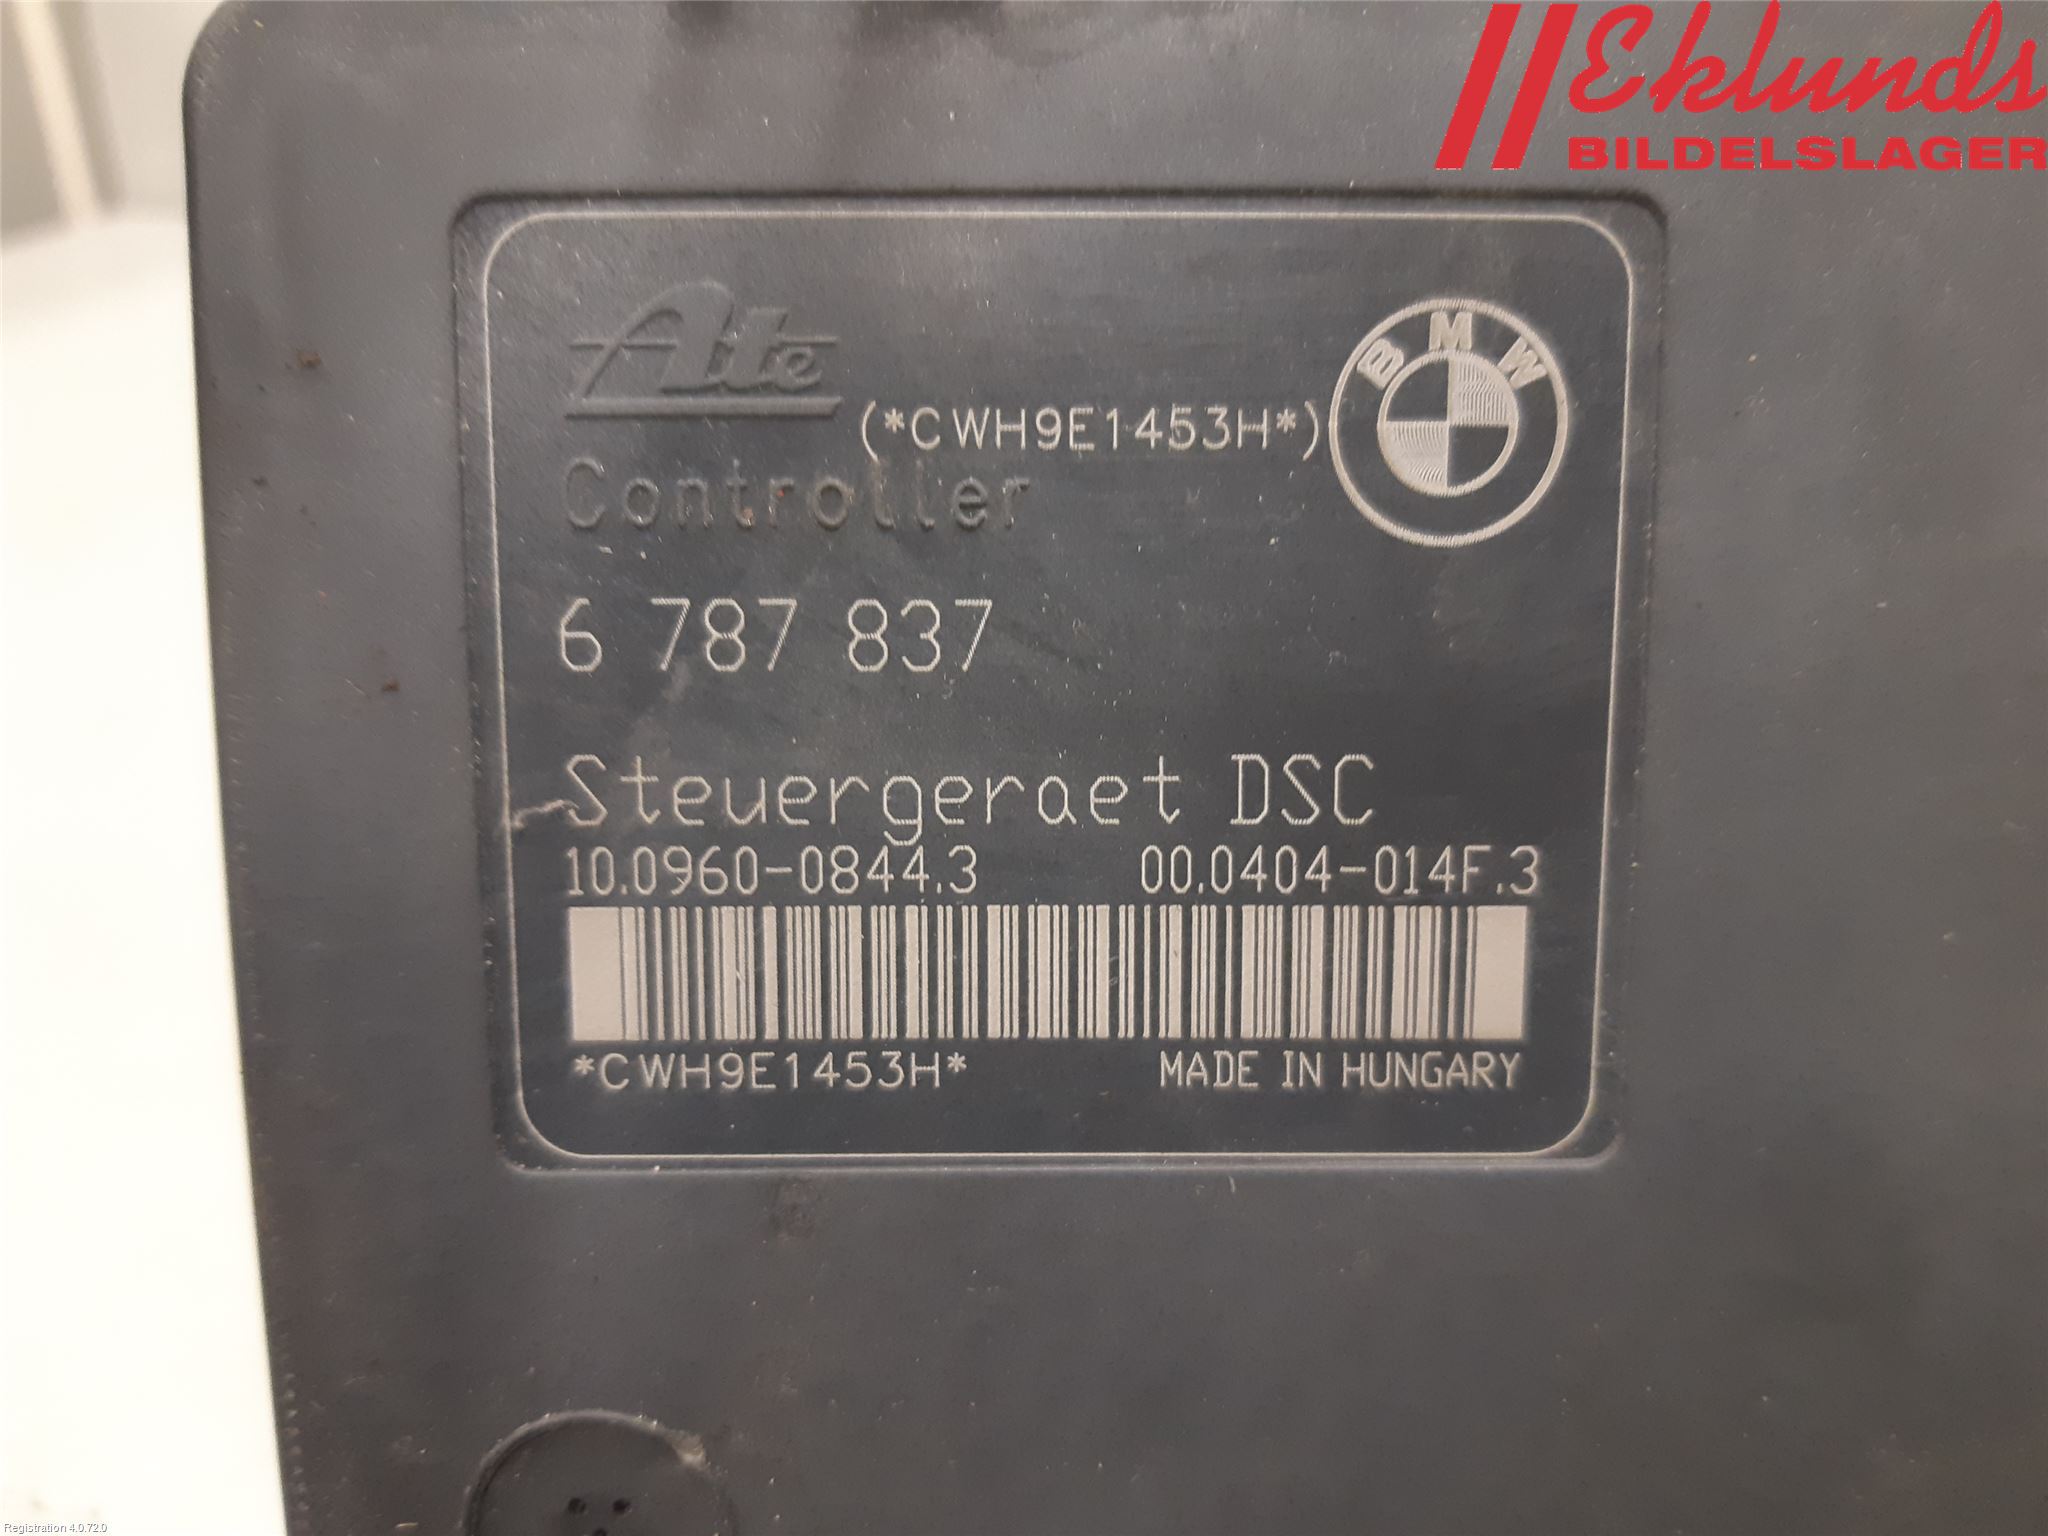 Eklunds
BILDELSLAGER
Ate
BMW
(*CWH9E1453H*)
Controller
6 787 837
Steuergeraet DSC
10.0960-0844.3 00.0404-014F.3
*CWH9E1453H* MADE IN HUNGARY
Registration 4.0.72.0